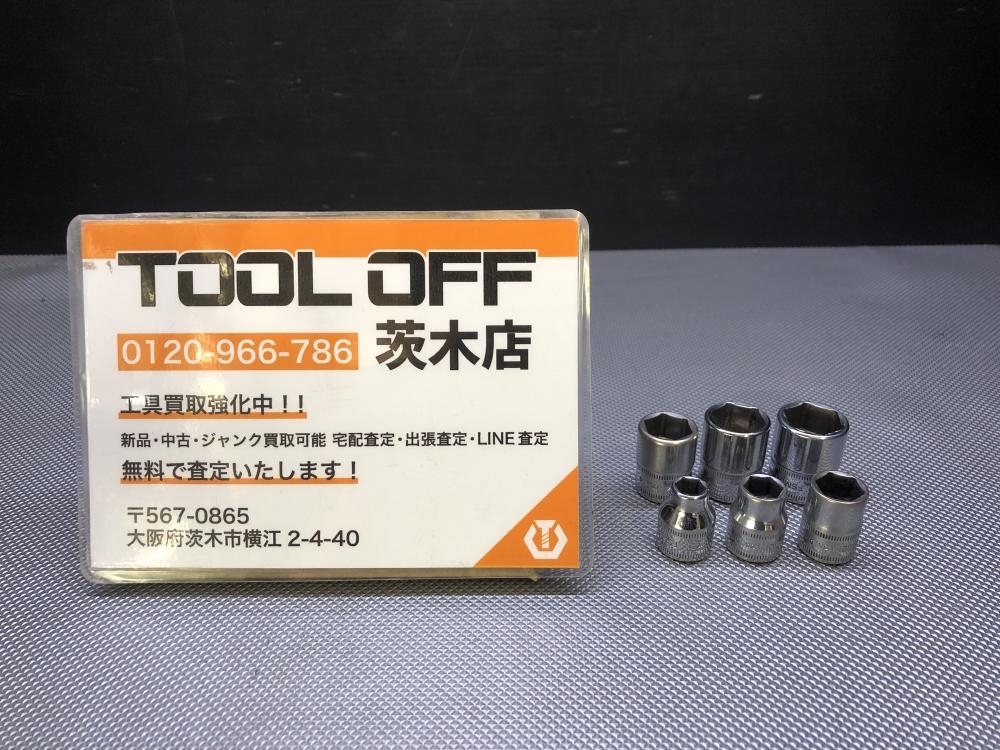 TOOL OFF
0120-966-786 茨木店
工具買取強化中!!
新品・中古・ジャンク買取可能 宅配査定・出張査定・LINE査定
無料で査定いたします!
〒567-0865
大阪府茨木市横江 2-4-40